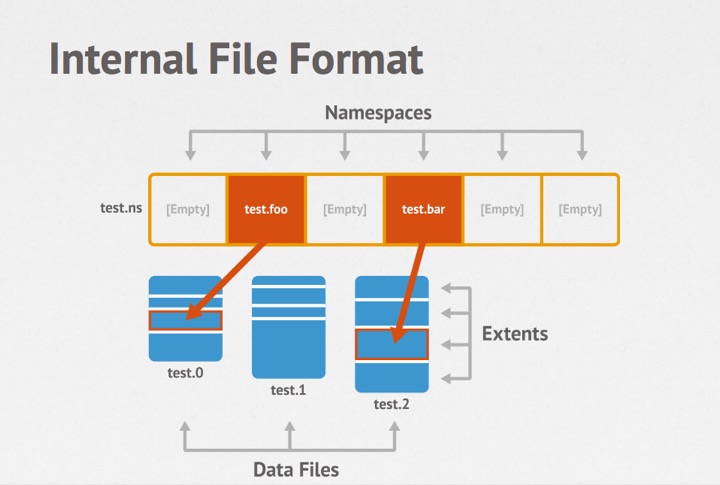 Internal File Format
Namespaces
test.ns
[Empty]
test.foo
[Empty]
test.bar
[Empty]
[Empty]
Extents
test.0
test.1
test.2
Data Files